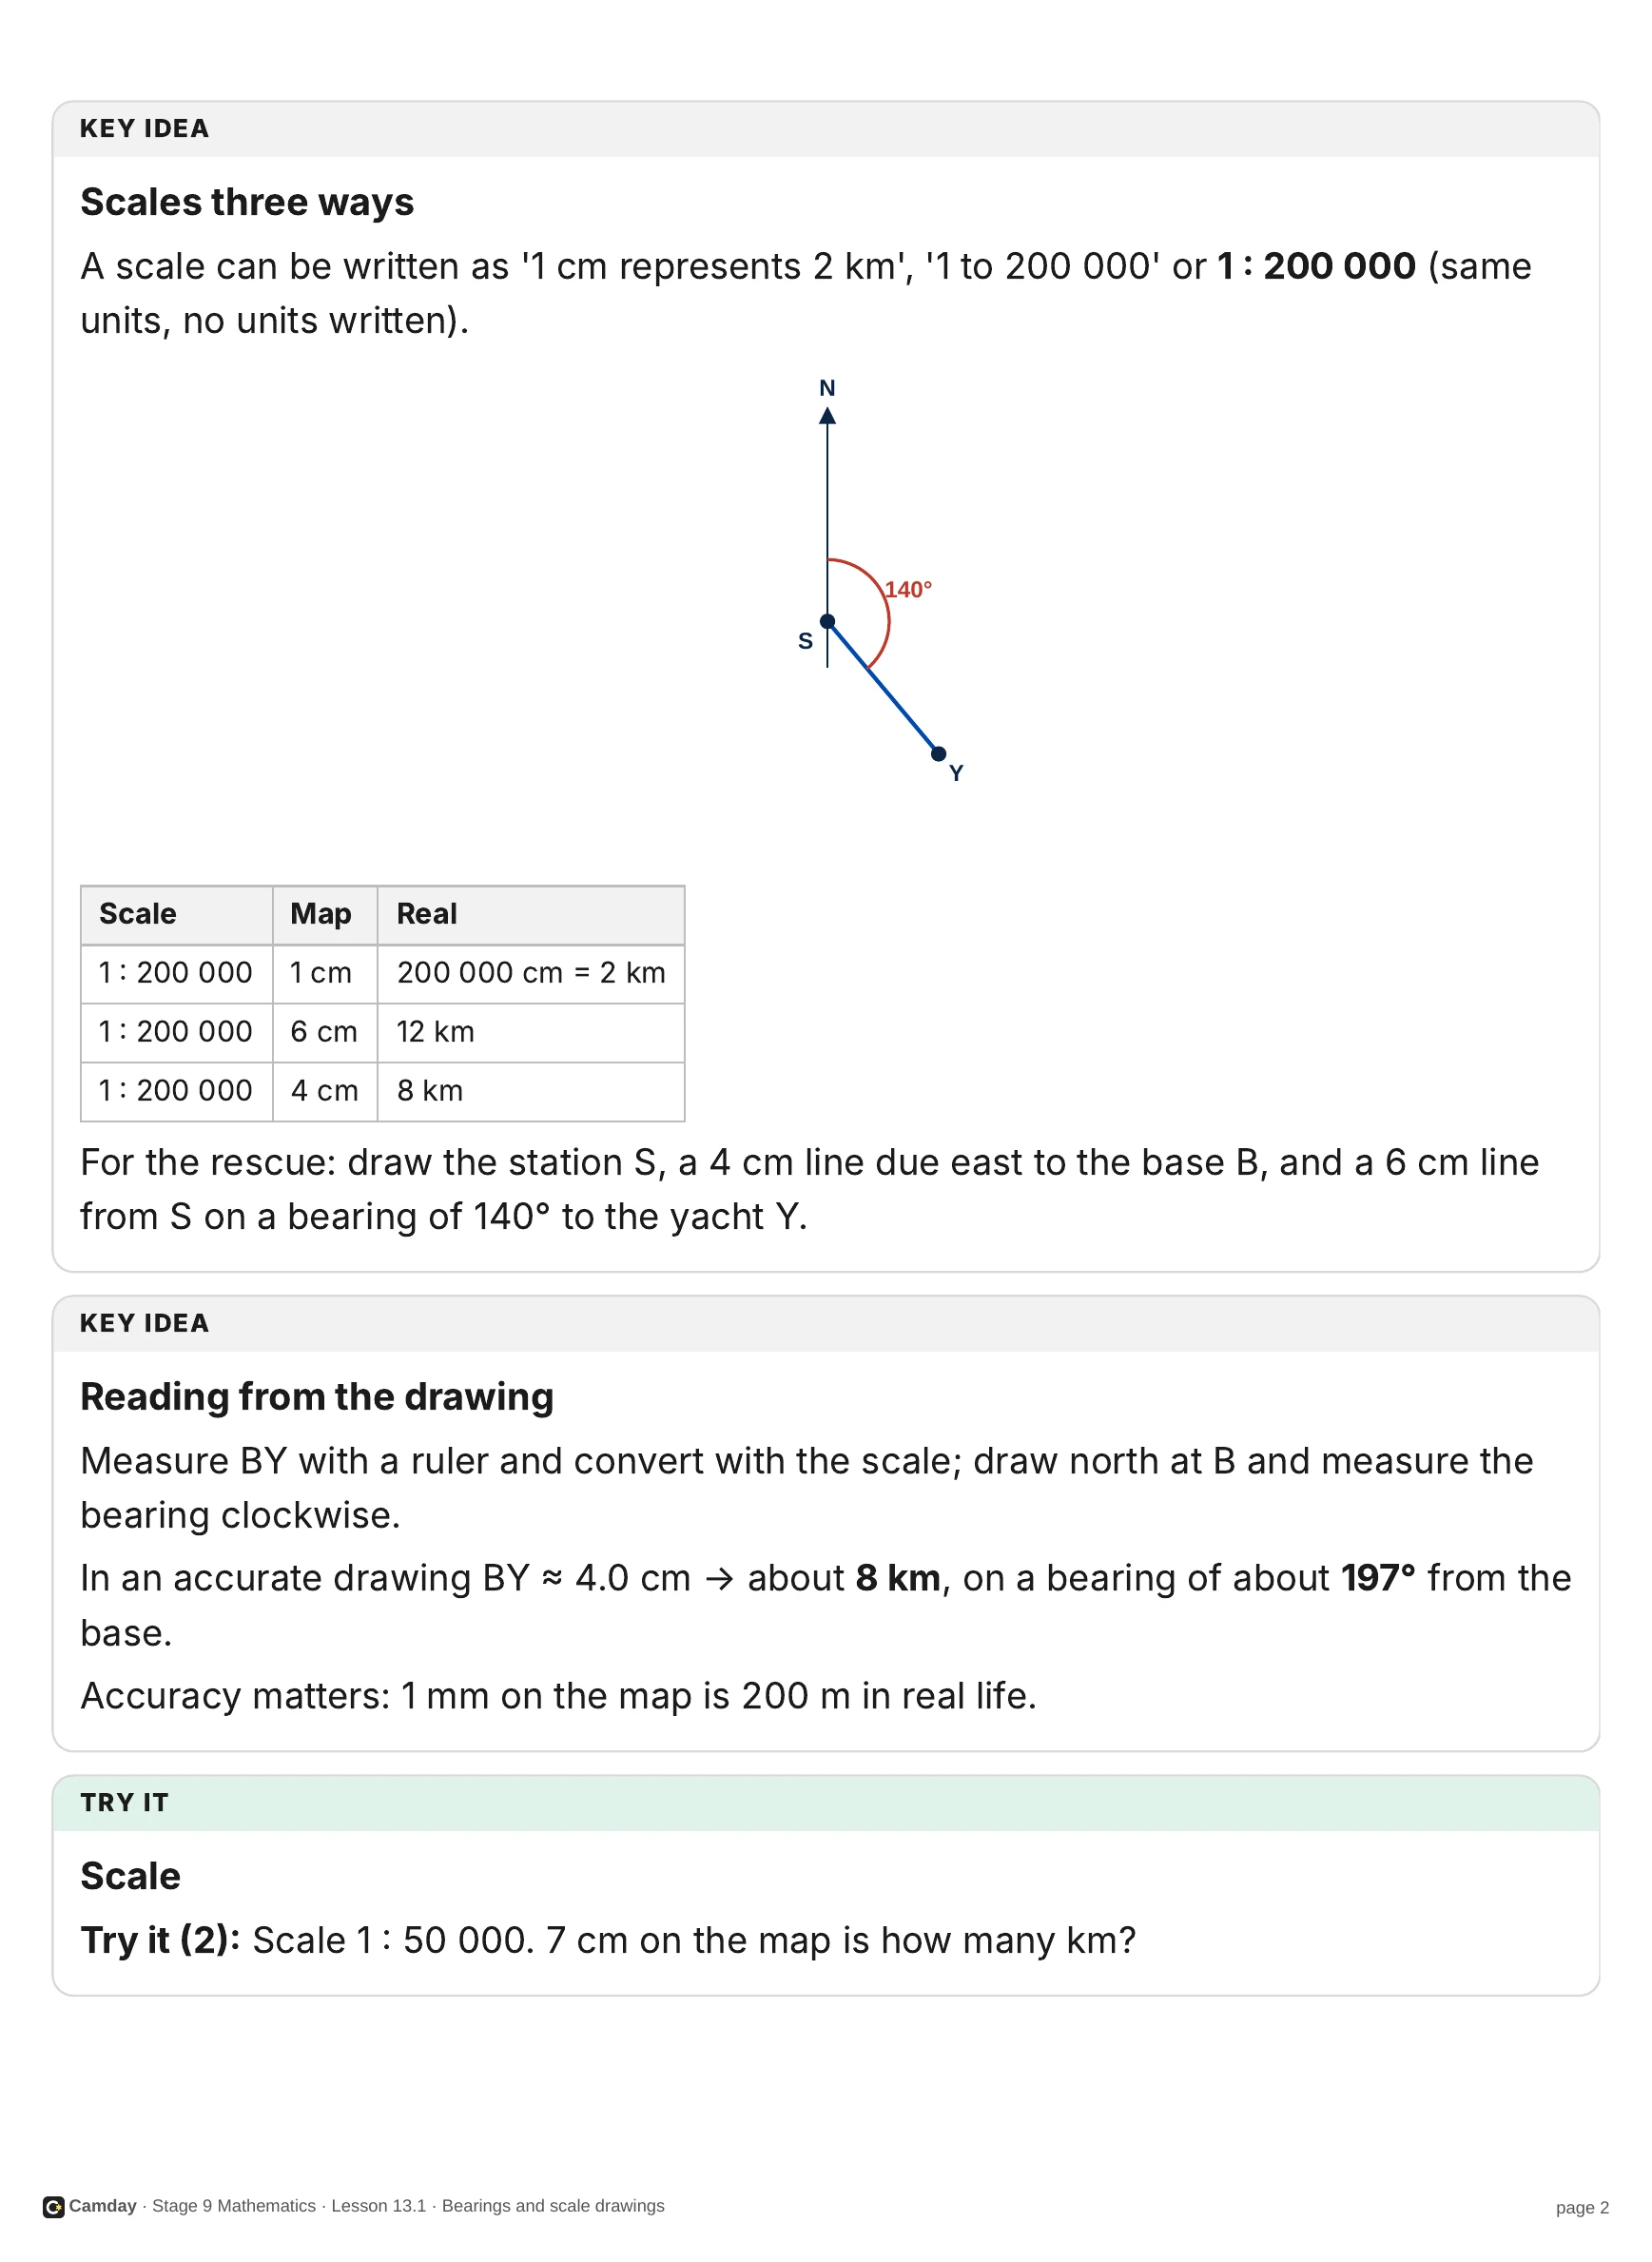 KEY IDEA
Scales three ways
A scale can be written as '1 cm represents 2 km', '1 to 200 000' or 1 : 200 000 (same
units, no units written).
N
140°
S
Y
Scale Map Real
1 : 200 000 1 cm 200 000 cm = 2 km
1 : 200 000 6 cm 12 km
1 : 200 000 4 cm 8 km
For the rescue: draw the station S, a 4 cm line due east to the base B, and a 6 cm line
from S on a bearing of 140° to the yacht Y.
KEY IDEA
Reading from the drawing
Measure BY with a ruler and convert with the scale; draw north at B and measure the
bearing clockwise.
In an accurate drawing BY ≈ 4.0 cm → about 8 km, on a bearing of about 197° from the
base.
Accuracy matters: 1 mm on the map is 200 m in real life.
TRY IT
Scale
Try it (2): Scale 1 : 50 000. 7 cm on the map is how many km?
Camday · Stage 9 Mathematics · Lesson 13.1 · Bearings and scale drawings
page 2